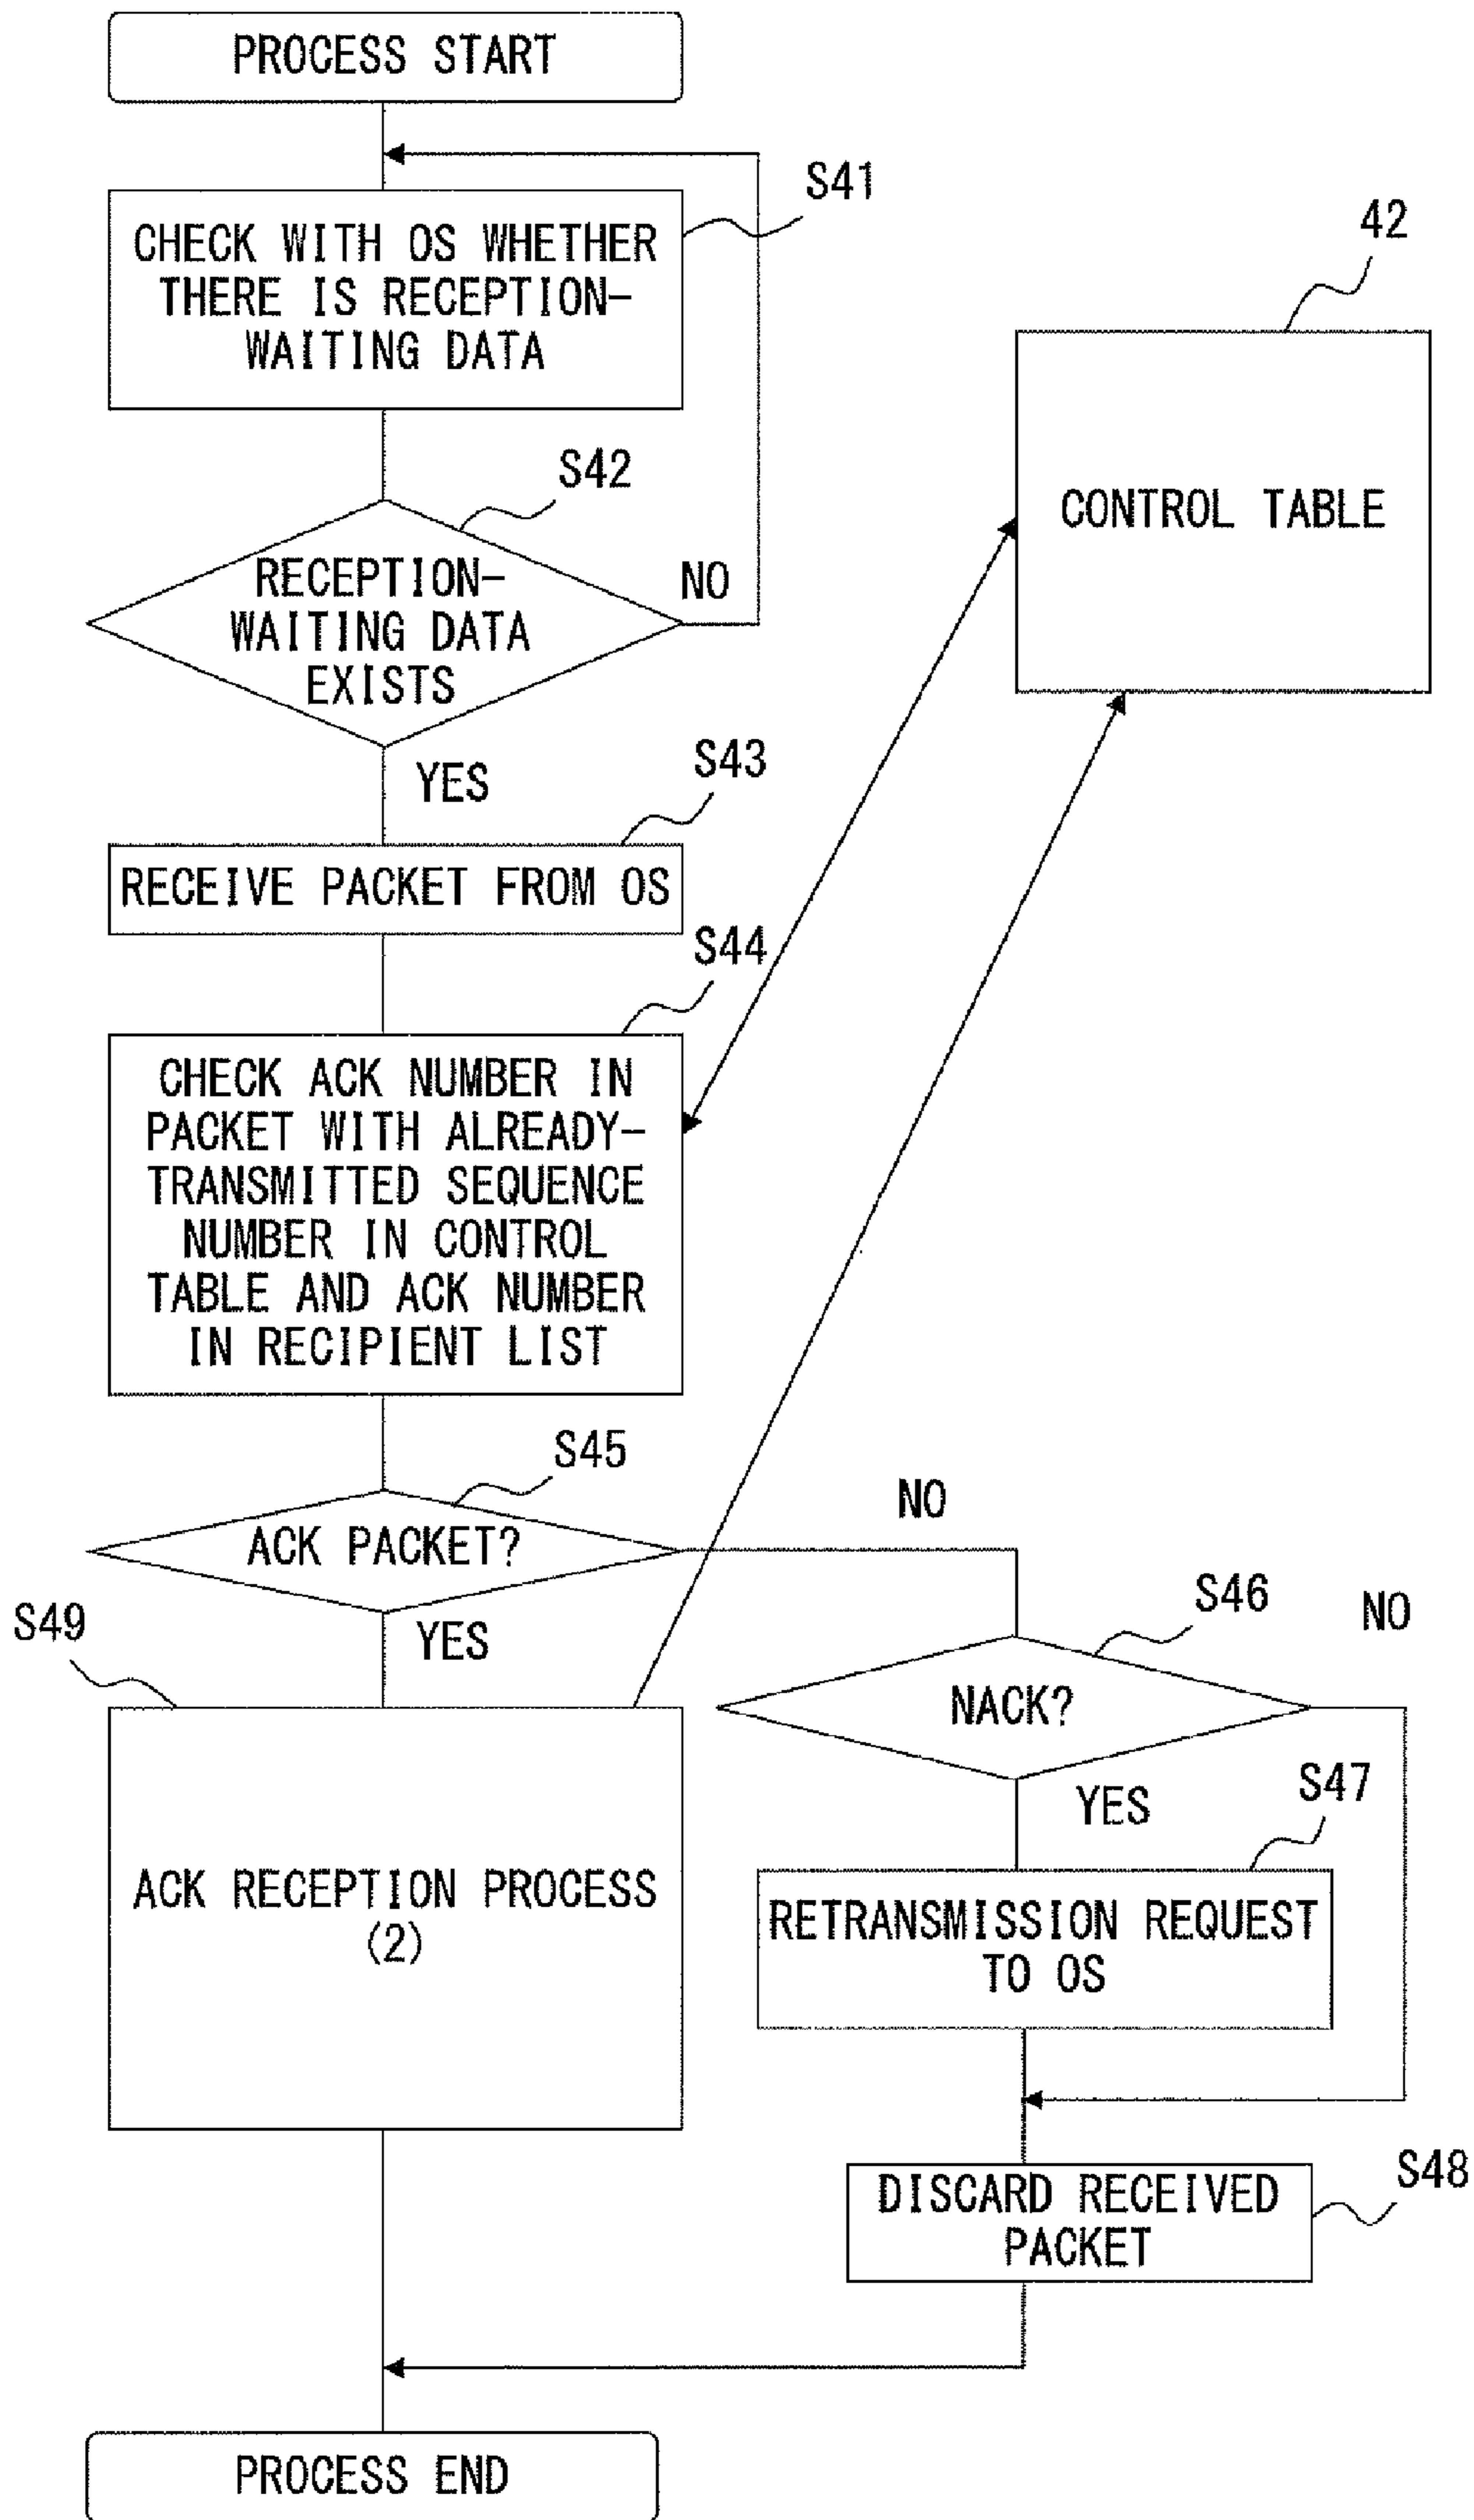 PROCESS START
S41
CHECK WITH OS WHETHER
THERE IS RECEPTION-
WAITING DATA
42
CONTROL TABLE
S42
RECEPTION-
WAITING DATA
EXISTS
NO
YES
S43
RECEIVE PACKET FROM OS
S44
CHECK ACK NUMBER IN
PACKET WITH ALREADY-
TRANSMITTED SEQUENCE
NUMBER IN CONTROL
TABLE AND ACK NUMBER
IN RECIPIENT LIST
S45
ACK PACKET?
NO
YES
S49
ACK RECEPTION PROCESS
(2)
S46
NACK?
NO
YES
S47
RETRANSMISSION REQUEST
TO OS
S48
DISCARD RECEIVED
PACKET
PROCESS END